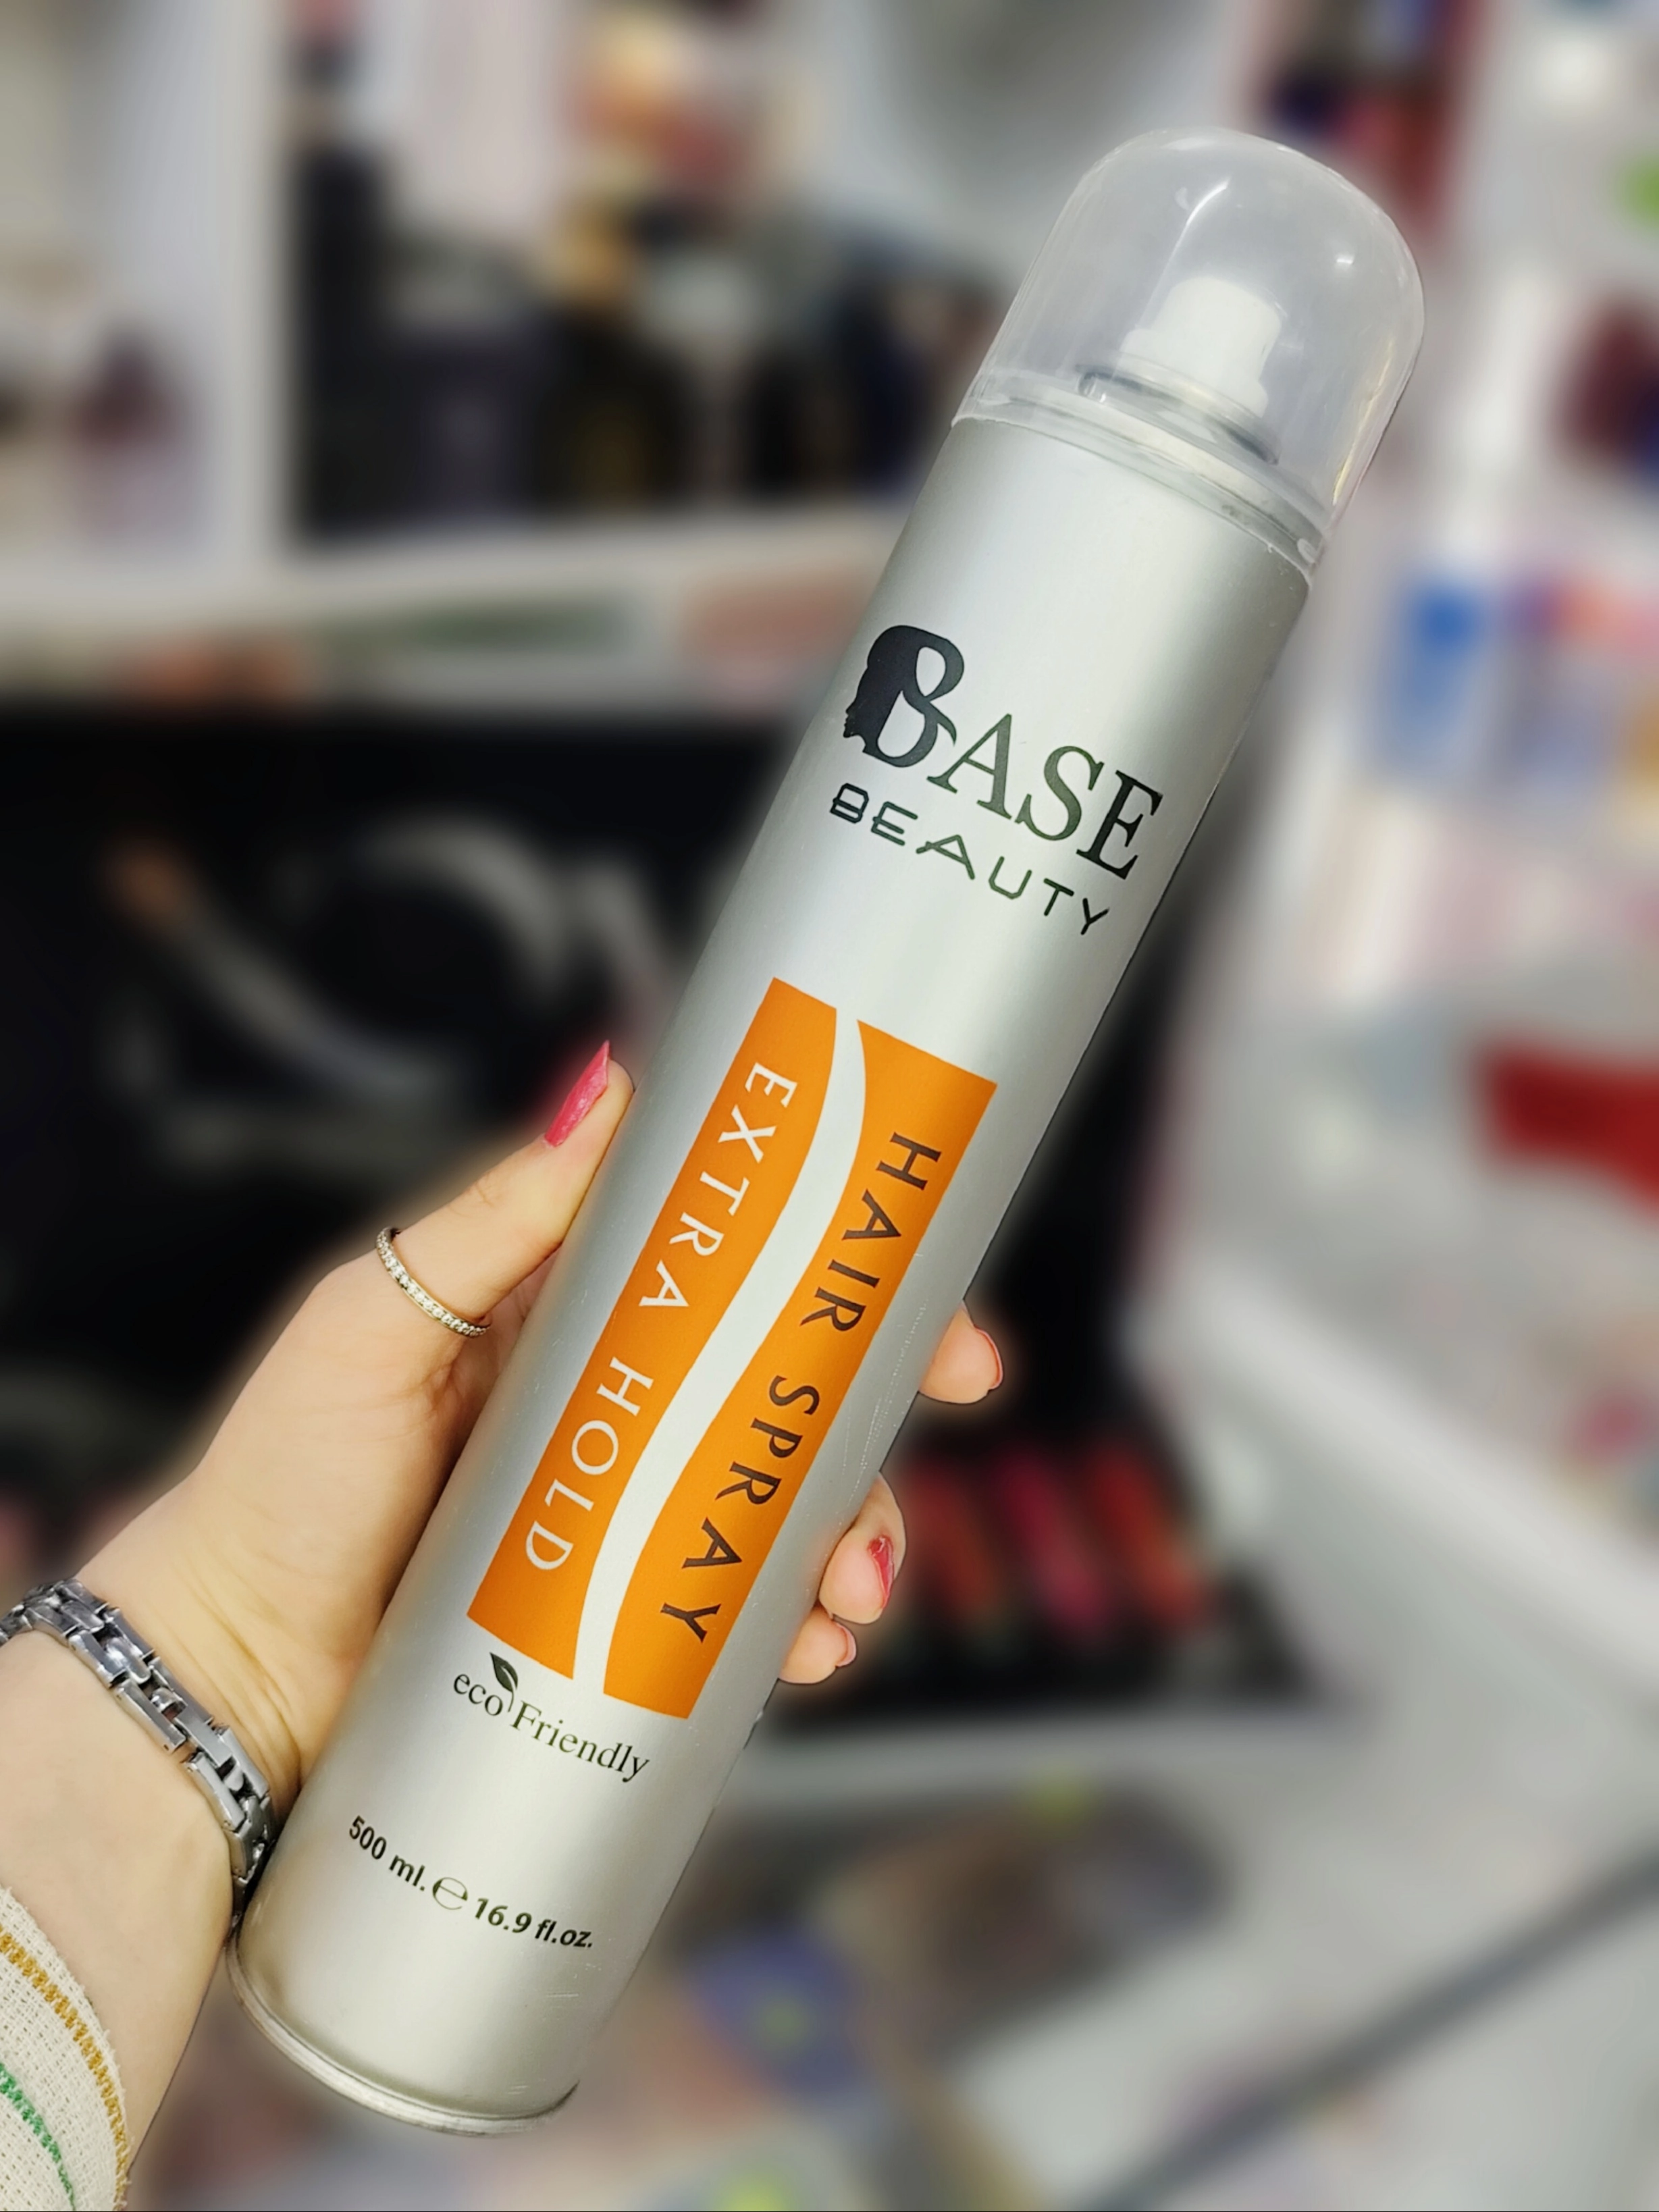 BASE
BEAUTY
EXTRA HOLD
HAIR SPRAY
eco Friendly
500 ml. ℮ 16.9 fl.oz.